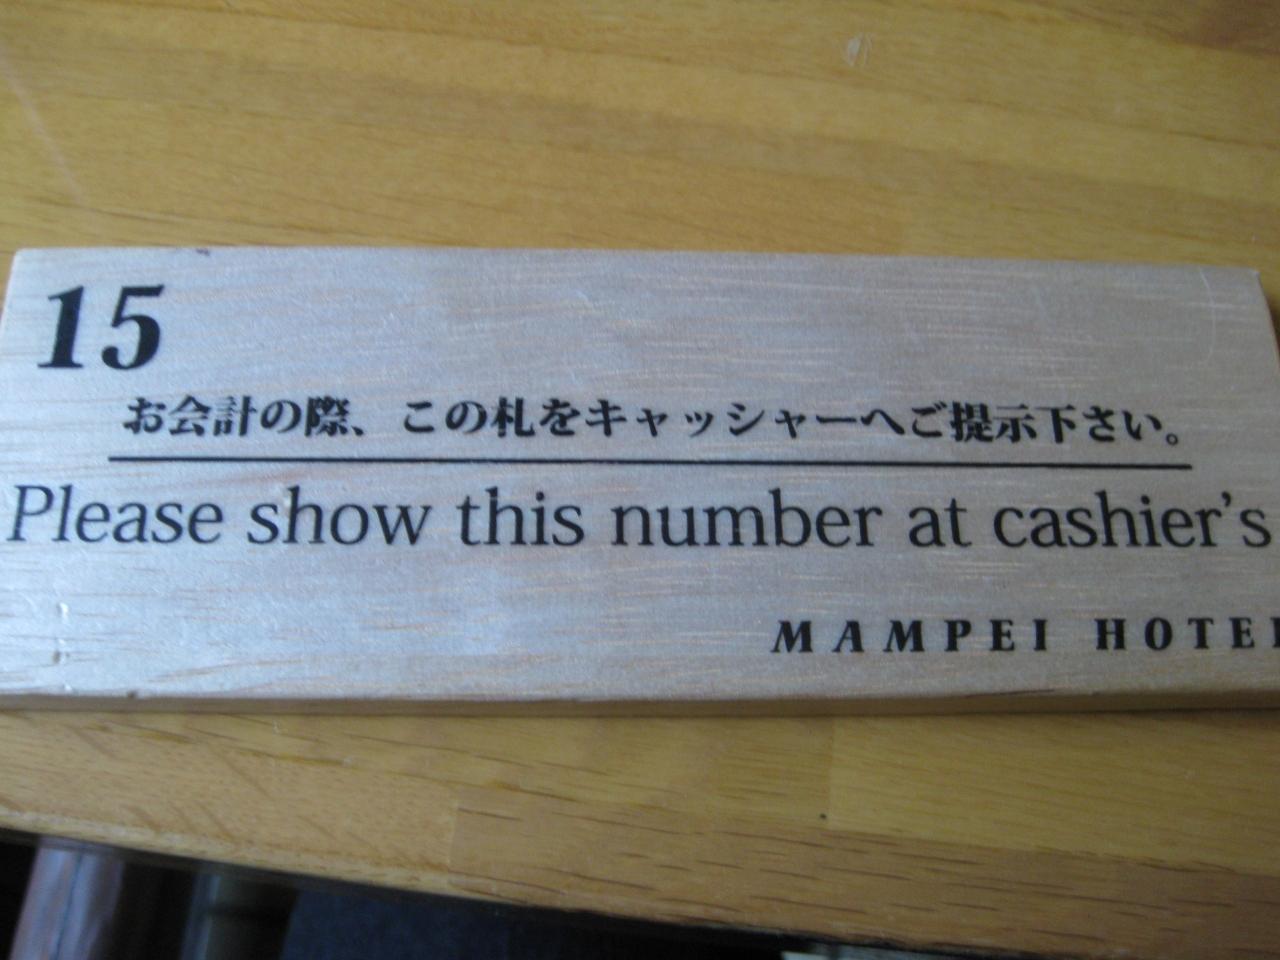 15
お会計の際、この札をキャッシャーへご提示下さい。
Please show this number at cashier's
MAMPEI HOTEL